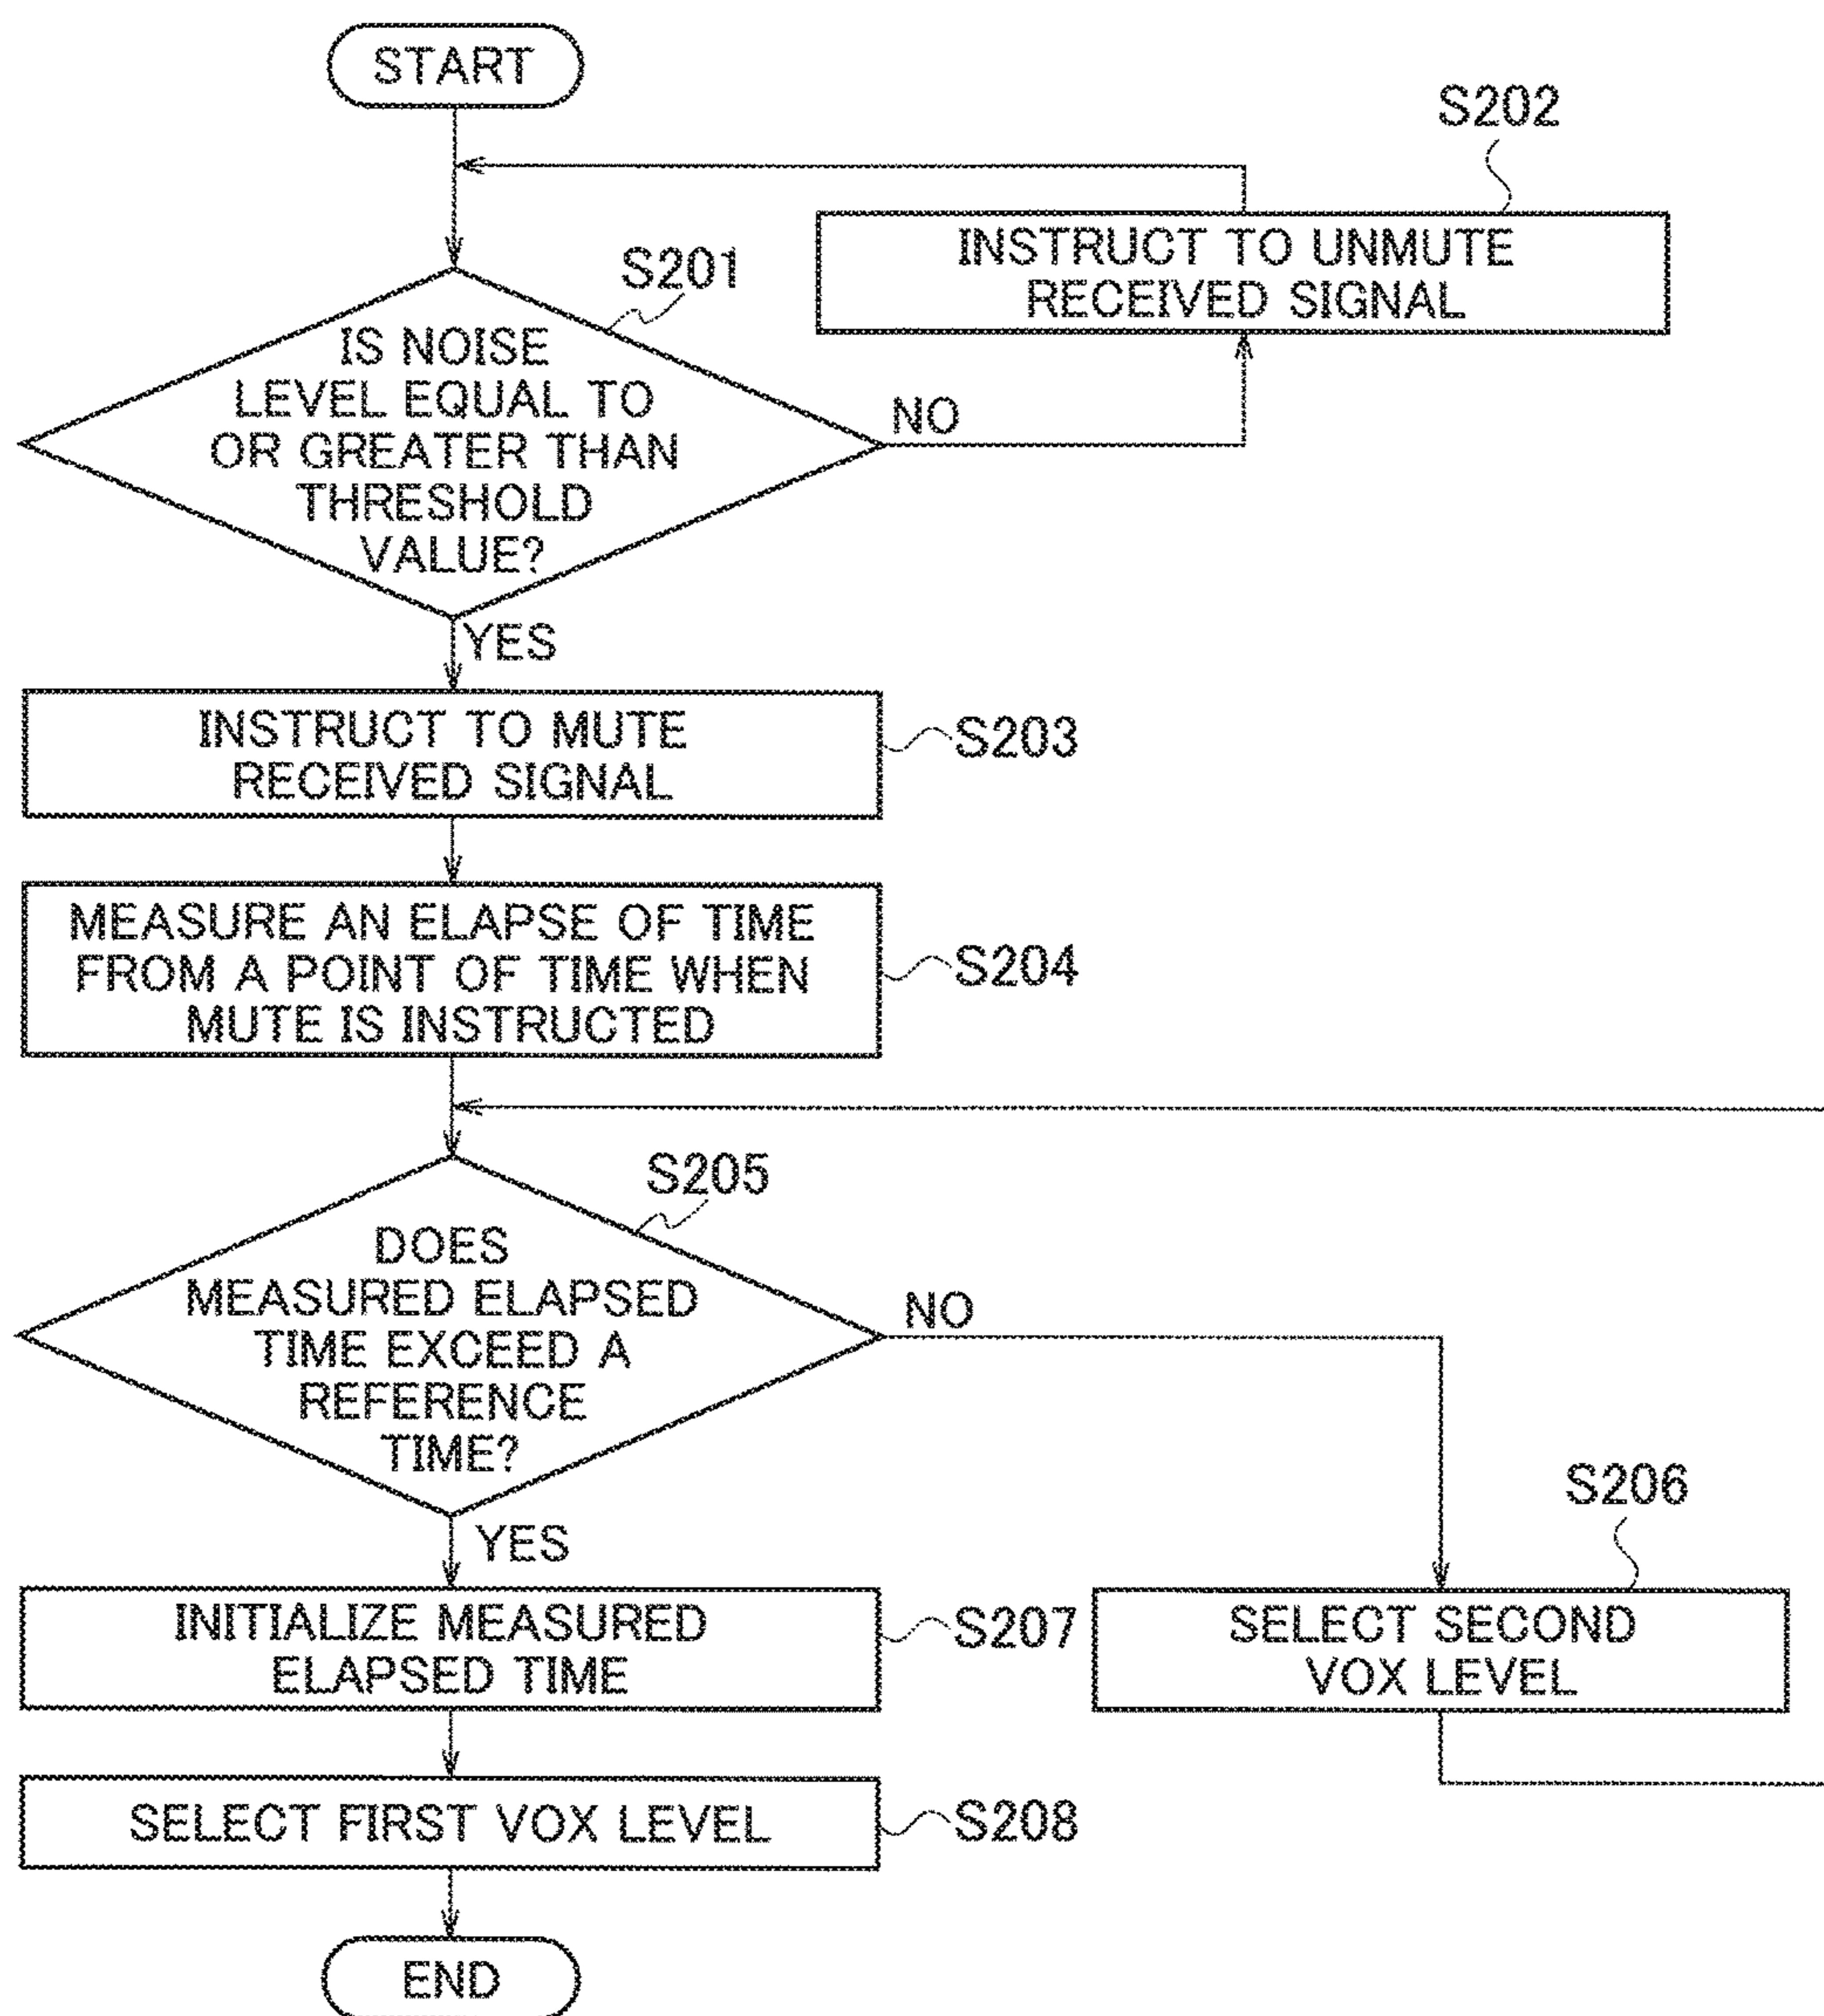 START
S202
INSTRUCT TO UNMUTE
RECEIVED SIGNAL
S201
IS NOISE
LEVEL EQUAL TO
OR GREATER THAN
THRESHOLD
VALUE?
NO
YES
INSTRUCT TO MUTE
RECEIVED SIGNAL
S203
MEASURE AN ELAPSE OF TIME
FROM A POINT OF TIME WHEN
MUTE IS INSTRUCTED
S204
S205
DOES
MEASURED ELAPSED
TIME EXCEED A
REFERENCE
TIME?
NO
YES
S206
SELECT SECOND
VOX LEVEL
INITIALIZE MEASURED
ELAPSED TIME
S207
SELECT FIRST VOX LEVEL
S208
END